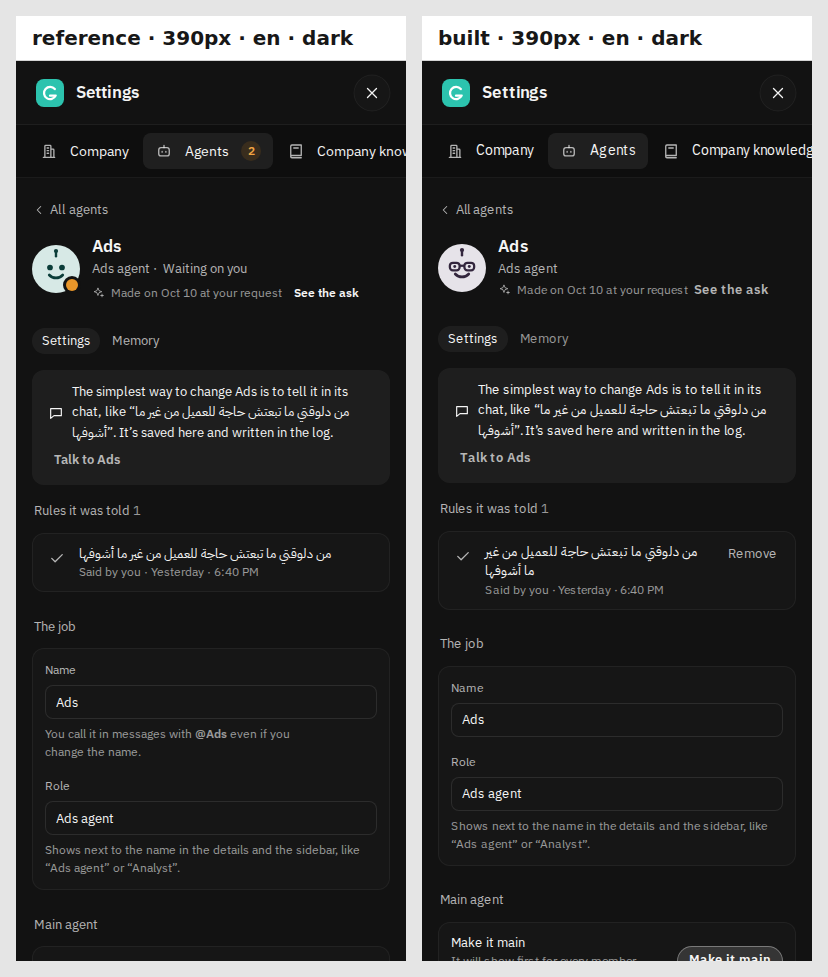 reference · 390px · en · dark
Settings
Company
Agents
2
Company know
All agents
Ads
Ads agent · Waiting on you
Made on Oct 10 at your request
See the ask
Settings
Memory
The simplest way to change Ads is to tell it in its
chat, like “من دلوقتي ما تبعتش حاجة للعميل من غير ما
أشوفها”. It’s saved here and written in the log.
Talk to Ads
Rules it was told 1
من دلوقتي ما تبعتش حاجة للعميل من غير ما أشوفها
Said by you · Yesterday · 6:40 PM
The job
Name
Ads
You call it in messages with @Ads even if you
change the name.
Role
Ads agent
Shows next to the name in the details and the sidebar, like
“Ads agent” or “Analyst”.
Main agent
built · 390px · en · dark
Settings
Company
Agents
Company knowledg
All agents
Ads
Ads agent
Made on Oct 10 at your request
See the ask
Settings
Memory
The simplest way to change Ads is to tell it in its
chat, like “من دلوقتي ما تبعتش حاجة للعميل من غير ما
أشوفها”. It’s saved here and written in the log.
Talk to Ads
Rules it was told 1
من دلوقتي ما تبعتش حاجة للعميل من غير
ما أشوفها
Remove
Said by you · Yesterday · 6:40 PM
The job
Name
Ads
Role
Ads agent
Shows next to the name in the details and the sidebar, like
“Ads agent” or “Analyst”.
Main agent
Make it main
It will show first for every member
Make it main